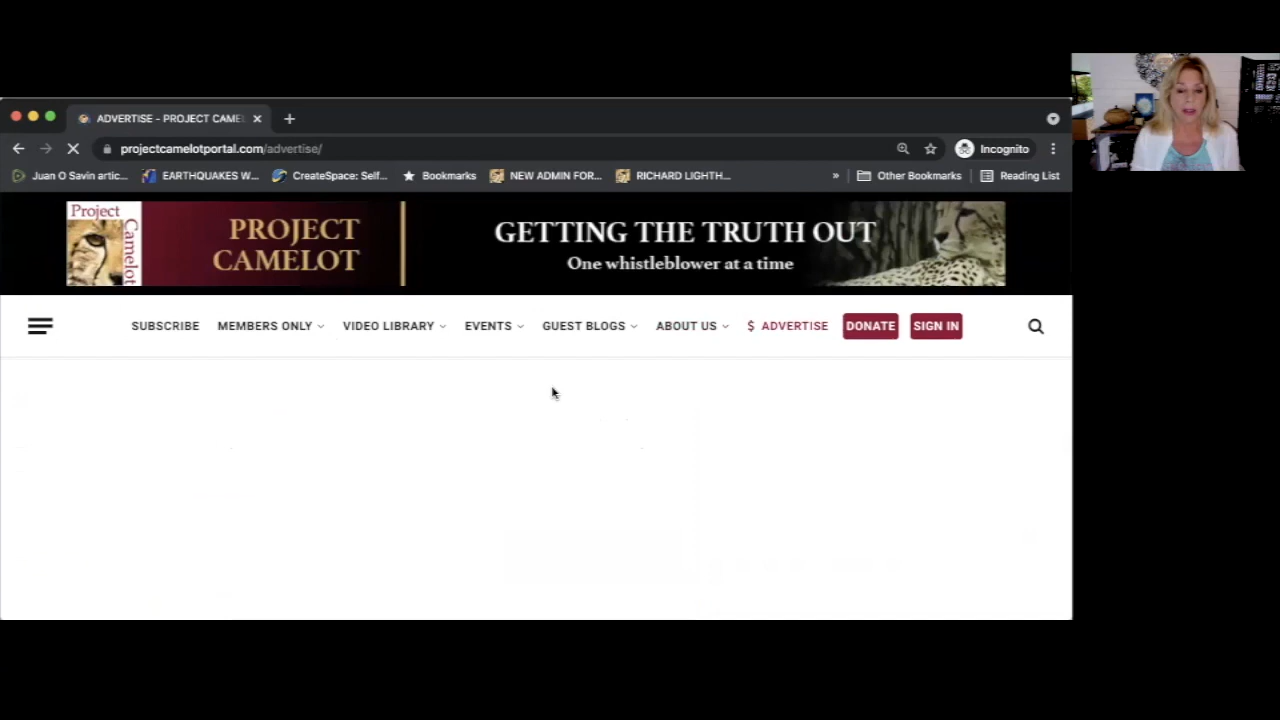 ADVERTISE - PROJECT CAME
projectcamelotportal.com/advertise/
Incognito
Juan O Savin artic...
EARTHQUAKES W...
CreateSpace: Self...
Bookmarks
NEW ADMIN FOR...
RICHARD LIGHTH...
»
Other Bookmarks
Reading List
Project
Camelot
PROJECT
CAMELOT
GETTING THE TRUTH OUT
One whistleblower at a time
SUBSCRIBE
MEMBERS ONLY
VIDEO LIBRARY
EVENTS
GUEST BLOGS
ABOUT US
$ ADVERTISE
DONATE
SIGN IN